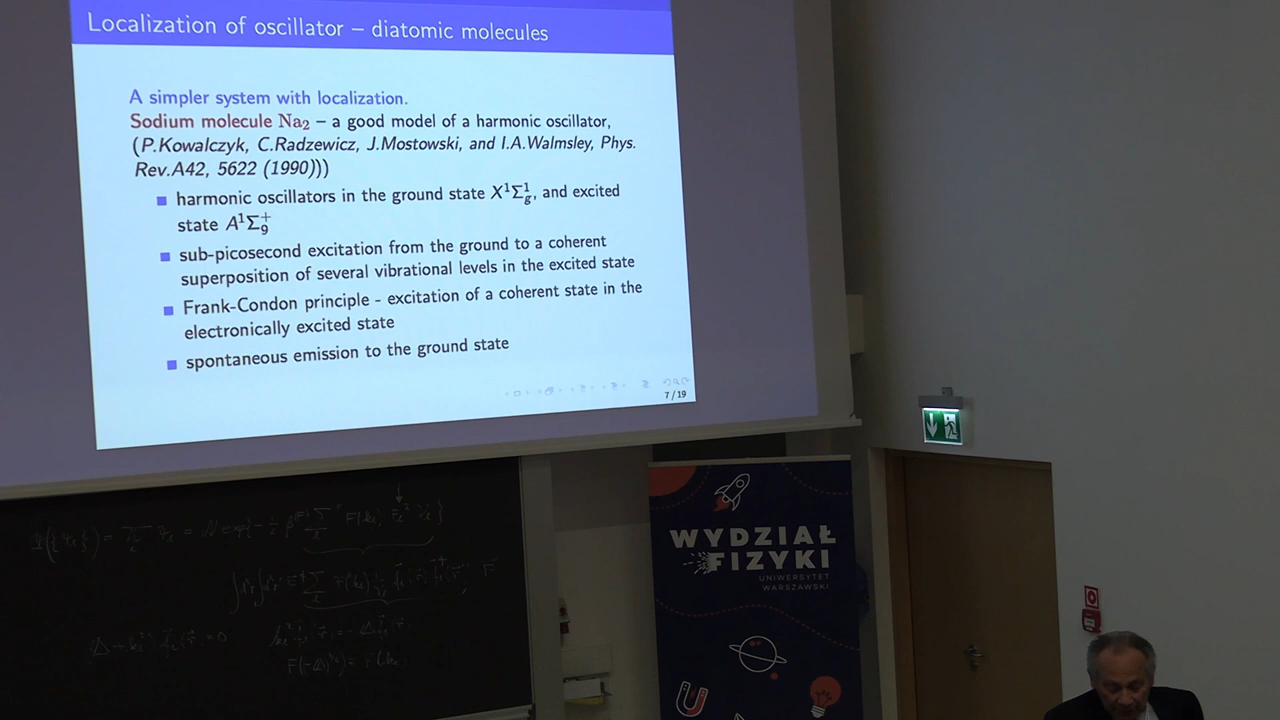 Localization of oscillator – diatomic molecules
A simpler system with localization.
Sodium molecule Na₂ – a good model of a harmonic oscillator,
(P.Kowalczyk, C.Radzewicz, J.Mostowski, and I.A.Walmsley, Phys.
Rev.A42, 5622 (1990)))
harmonic oscillators in the ground state X¹Σ¹g, and excited
state A¹Σ⁺₉
sub-picosecond excitation from the ground to a coherent
superposition of several vibrational levels in the excited state
Frank-Condon principle - excitation of a coherent state in the
electronically excited state
spontaneous emission to the ground state
7 / 19
WYDZIAŁ
FIZYKI
UNIWERSYTET
WARSZAWSKI